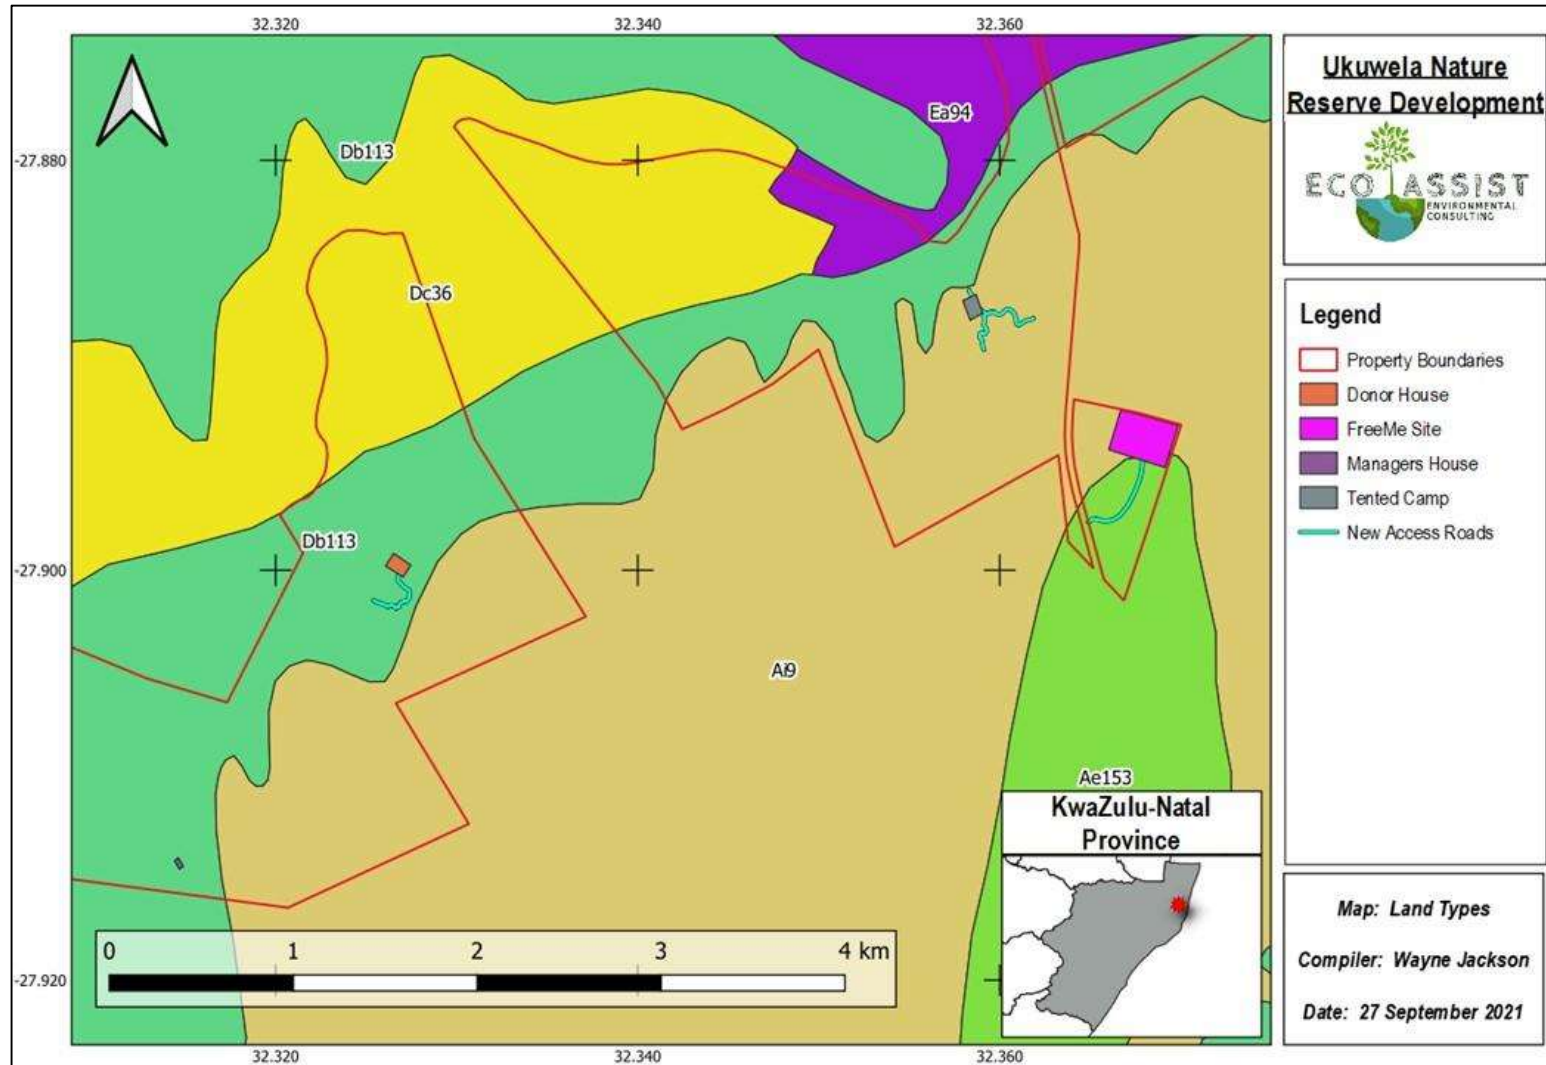 32.320
32.340
32.360
Ukuwela Nature
Reserve Development
ECO ASSIST
ENVIRONMENTAL
CONSULTING
Ea94
Db113
-27.880
Dc36
Legend
Property Boundaries
Donor House
FreeMe Site
Managers House
Tented Camp
New Access Roads
Db113
-27.900
Ai9
Ae153
KwaZulu-Natal
Province
Map: Land Types
Compiler: Wayne Jackson
Date: 27 September 2021
0 1 2 3 4 km
-27.920
32.320
32.340
32.360